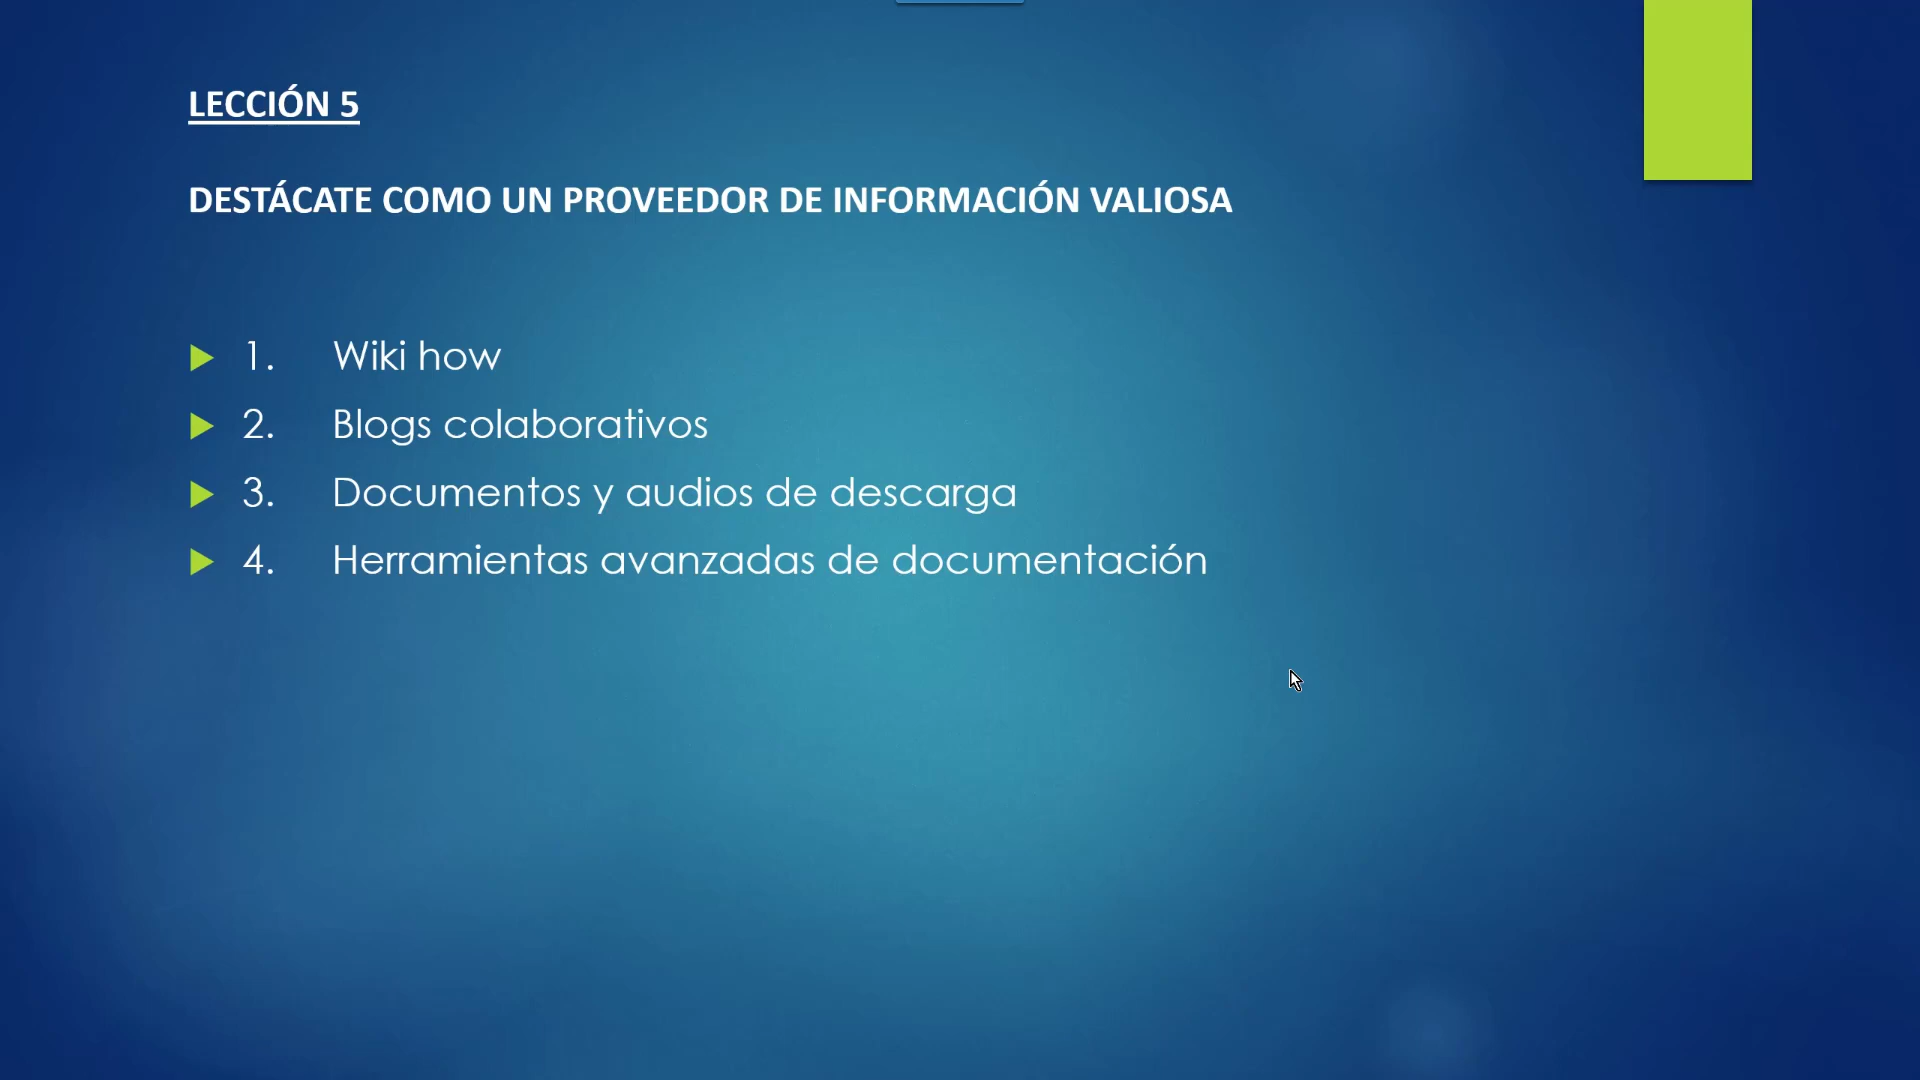 LECCIÓN 5
DESTÁCATE COMO UN PROVEEDOR DE INFORMACIÓN VALIOSA
1. Wiki how
2. Blogs colaborativos
3. Documentos y audios de descarga
4. Herramientas avanzadas de documentación